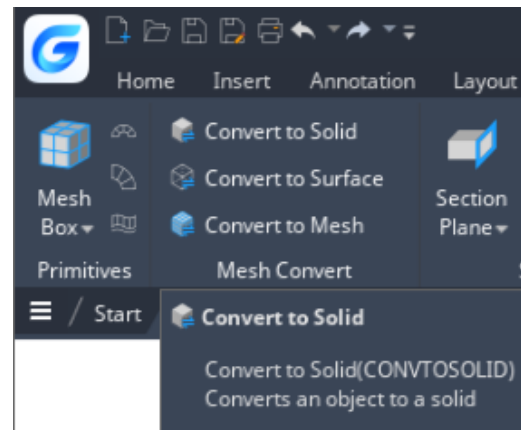 Home Insert Annotation Layout
Convert to Solid
Convert to Surface
Convert to Mesh
Mesh
Box
Section
Plane
Primitives Mesh Convert
Start
Convert to Solid
Convert to Solid(CONVTOSOLID)
Converts an object to a solid